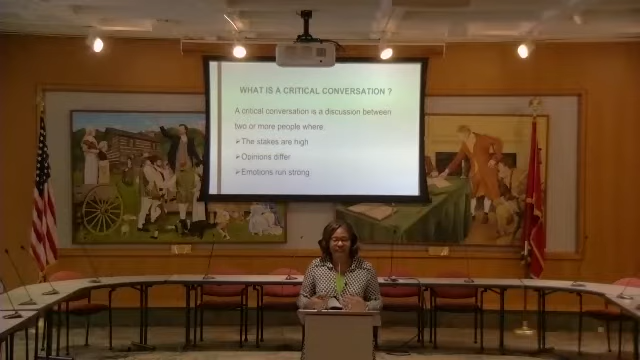 WHAT IS A CRITICAL CONVERSATION ?
A critical conversation is a discussion between
two or more people where
➢The stakes are high
➢Opinions differ
➢Emotions run strong